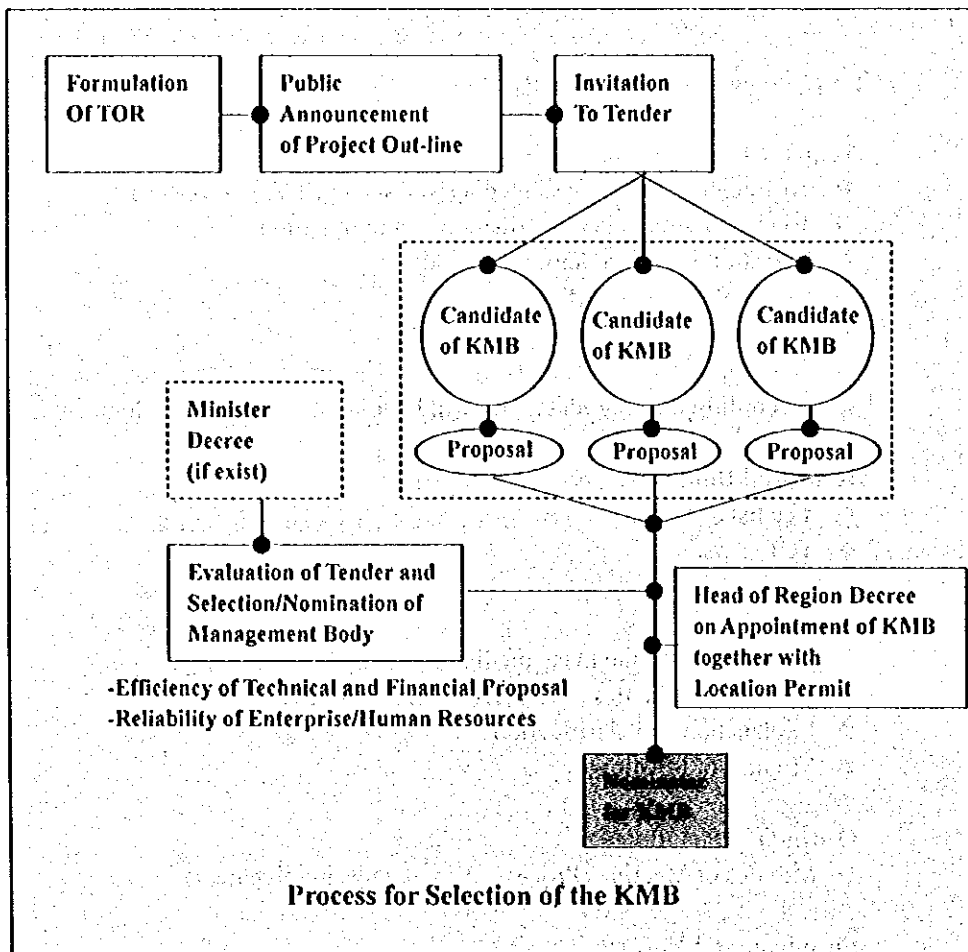 Formulation
Of TOR
Public
Announcement
of Project Out-line
Invitation
To Tender
Candidate
of KMB
Candidate
of KMB
Candidate
of KMB
Minister
Decree
(if exist)
Proposal
Proposal
Proposal
Evaluation of Tender and
Selection/Nomination of
Management Body
Head of Region Decree
on Appointment of KMB
together with
Location Permit
-Efficiency of Technical and Financial Proposal
-Reliability of Enterprise/Human Resources
for KMB
Process for Selection of the KMB